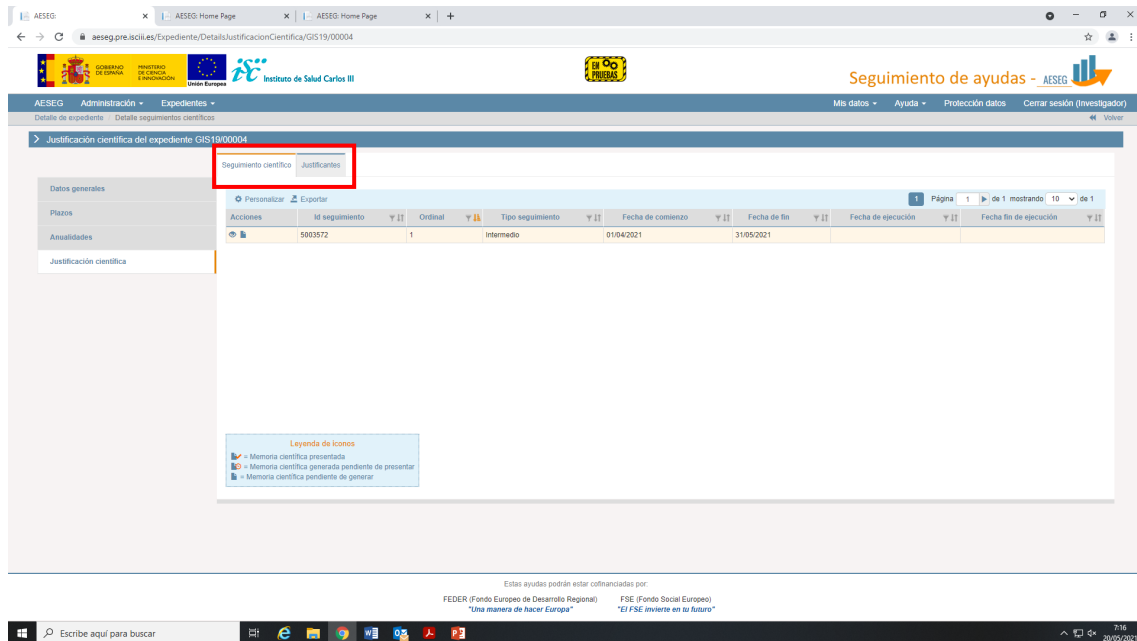 AESEG:
AESEG: Home Page
AESEG: Home Page
aeseg.pre.isciii.es/Expediente/DetailsJustificacionCientifica/GIS19/00004
GOBIERNO DE ESPAÑA
MINISTERIO DE CIENCIA E INNOVACIÓN
Unión Europea
isc
Instituto de Salud Carlos III
EN PRUEBAS
Seguimiento de ayudas - AESEG
AESEG Administración Expedientes Mis datos Ayuda Protección datos Cerrar sesión (Investigador)
Detalle de expediente / Detalle seguimientos científicos Volver
Justificación científica del expediente GIS19/00004
Seguimiento científico Justificantes
Datos generales
Plazos
Anualidades
Justificación científica
Personalizar Exportar 1 Página 1 de 1 mostrando 10 de 1
Acciones Id seguimiento Ordinal Tipo seguimiento Fecha de comienzo Fecha de fin Fecha de ejecución Fecha fin de ejecución
5003572 1 Intermedio 01/04/2021 31/05/2021
Leyenda de iconos
= Memoria científica presentada
= Memoria científica generada pendiente de presentar
= Memoria científica pendiente de generar
Estas ayudas podrán estar cofinanciadas por:
FEDER (Fondo Europeo de Desarrollo Regional) FSE (Fondo Social Europeo)
"Una manera de hacer Europa" "El FSE invierte en tu futuro"
Escribe aquí para buscar
7:16
20/05/2021